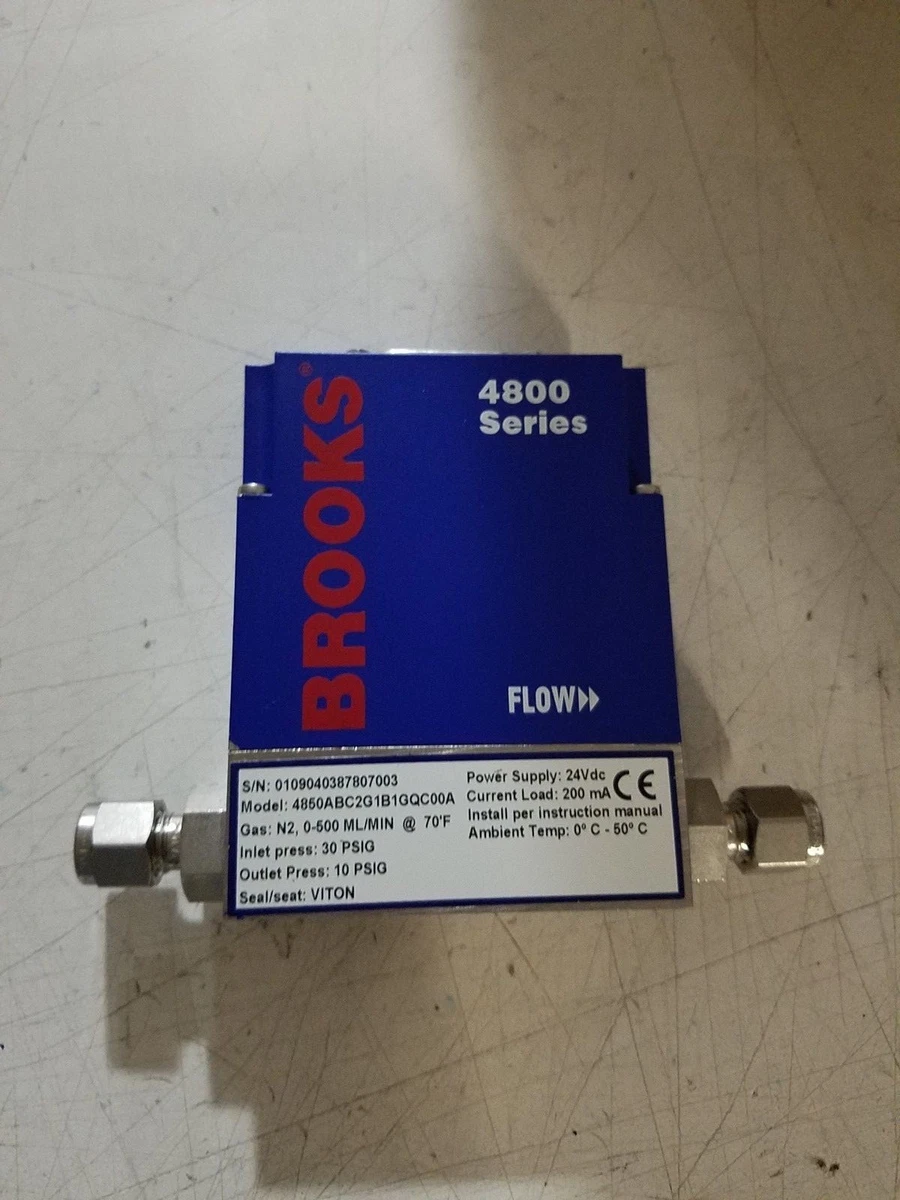 BROOKS®
4800
Series
FLOW
S/N: 0109040387807003
Model: 4850ABC2G1B1GQC00A
Gas: N2, 0-500 ML/MIN @ 70'F
Inlet press: 30 PSIG
Outlet Press: 10 PSIG
Seal/seat: VITON
Power Supply: 24Vdc
Current Load: 200 mA
CE
Install per instruction manual
Ambient Temp: 0° C - 50° C